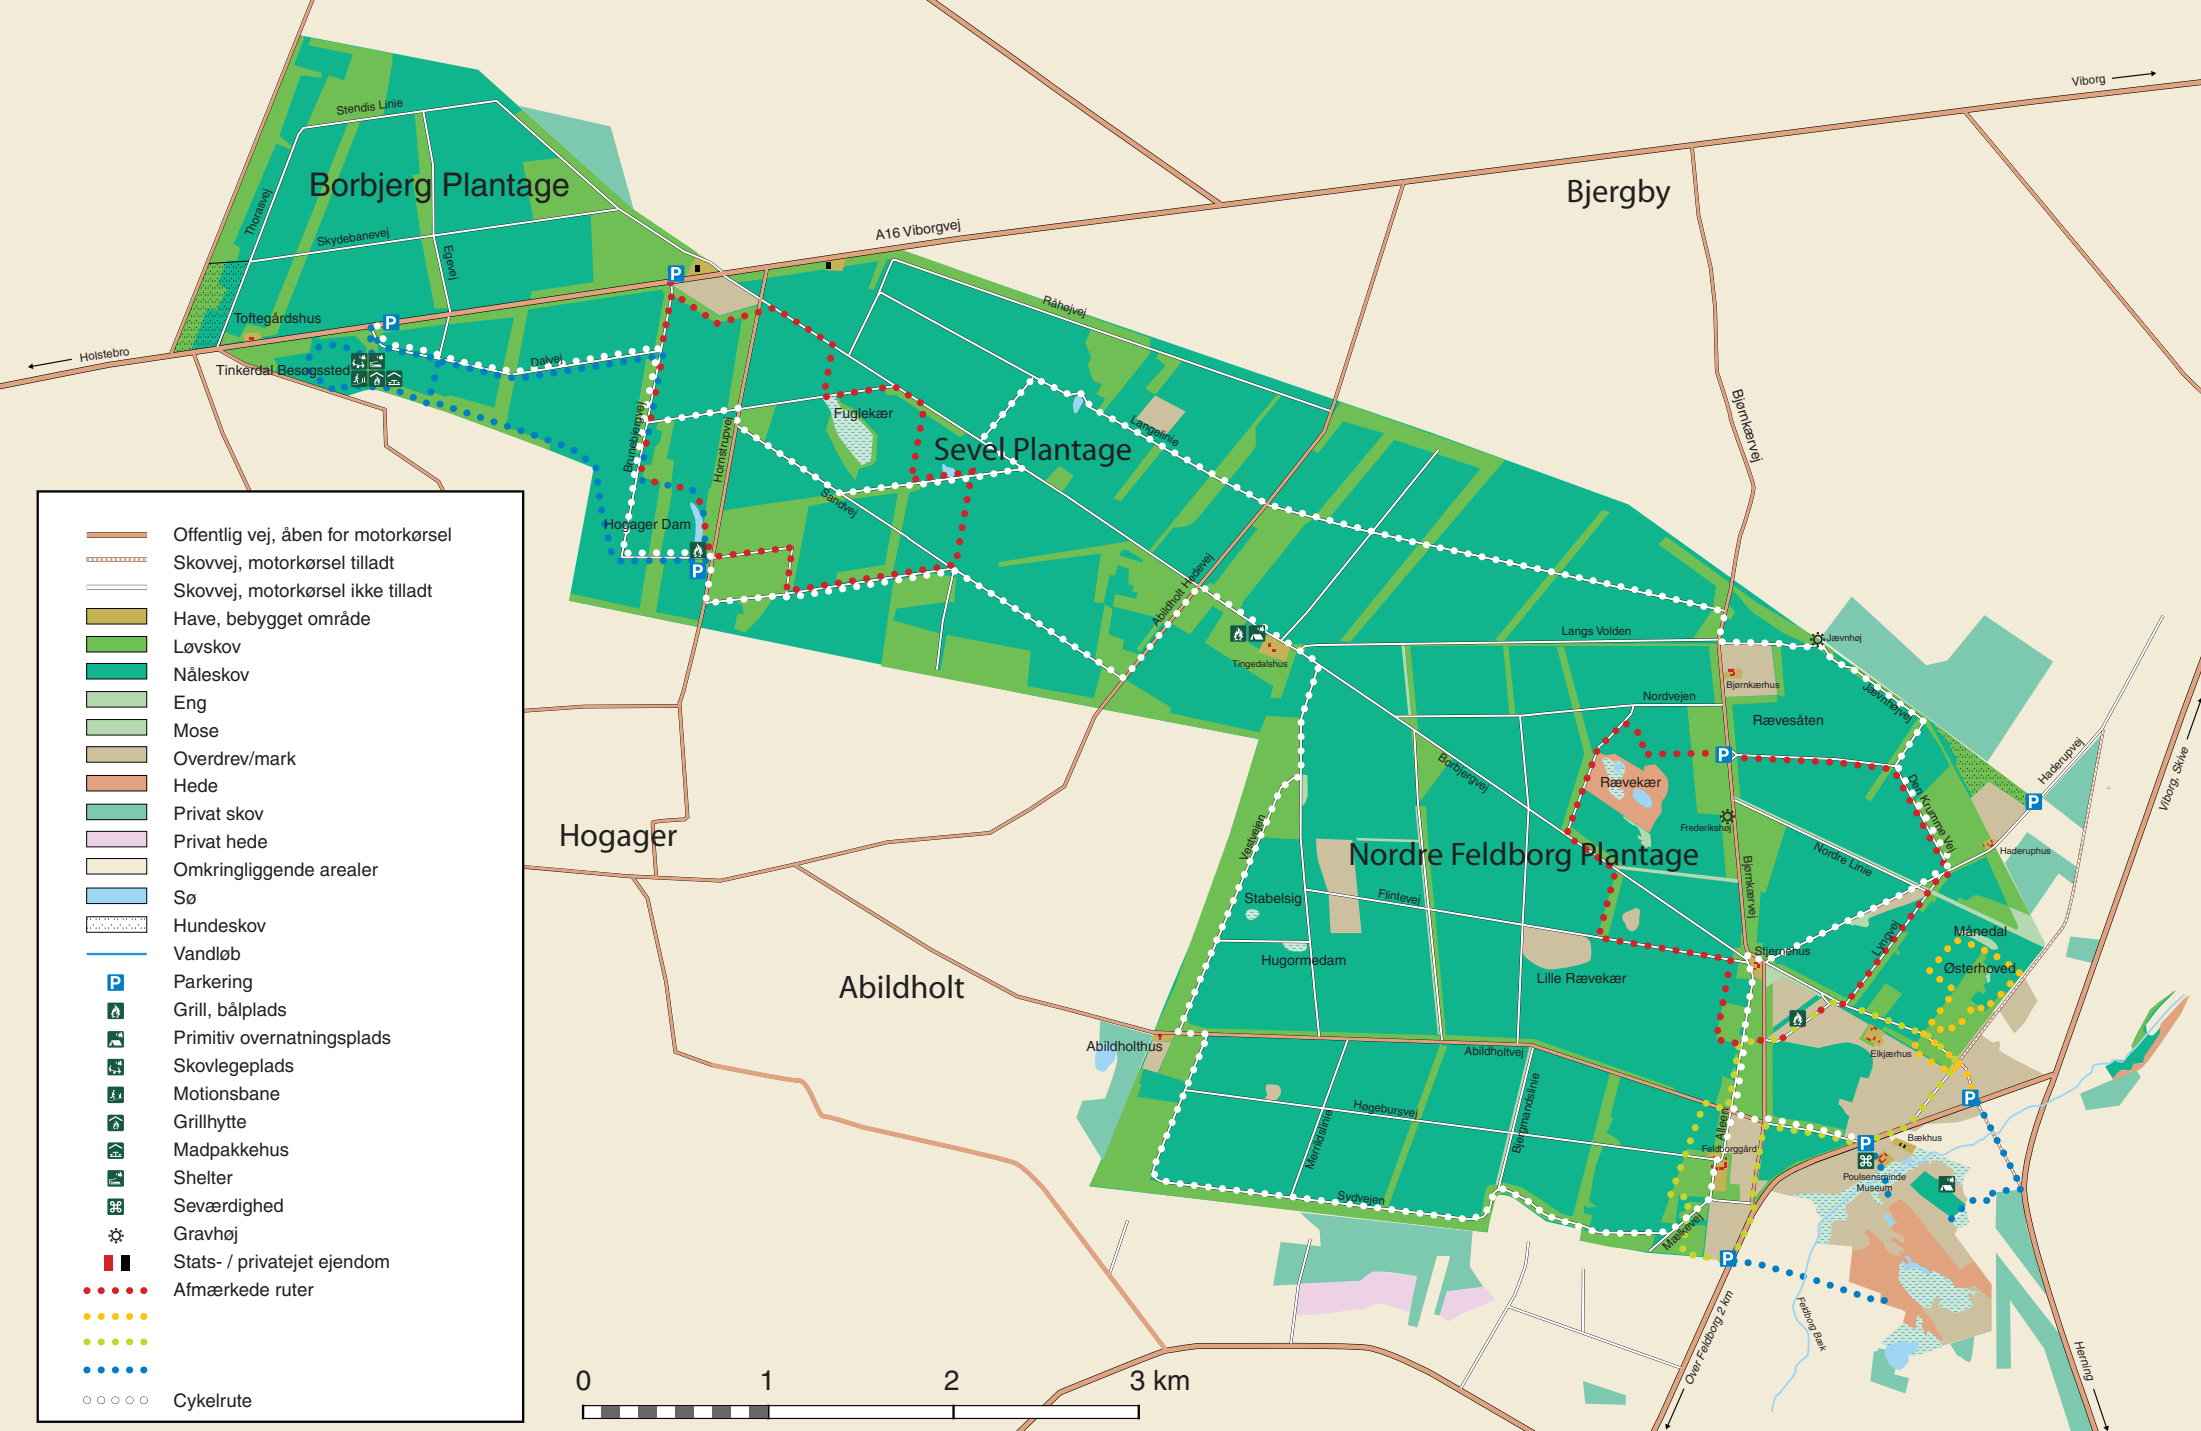 Viborg
Bjergby
Stendis Linie
Borbjerg Plantage
Thorasvej
Skydebanevej
Egevej
A16 Viborgvej
P
Toftegårdshus
P
Holstebro
Tinkerdal Besøgssted
Dalvej
Råhøjvej
Bjørnkærvej
Fuglekær
Langelinie
Brunebjergvej
Hornstrupvej
Sevel Plantage
Sandvej
Hogager Dam
P
Abildholt Hedevej
Tingedalshus
Langs Volden
Jævnhøj
Bjørnkærhus
Jævnhøjvej
Nordvejen
Rævesåten
P
Haderupvej
Viborg, Skive
Borbjergvej
Rævekær
Den Krumme Vej
P
Frederikshøj
Haderuphus
Hogager
Vestvejen
Nordre Feldborg Plantage
Nordre Linie
Bjørnkærvej
Stabelsig
Flintevej
Lyngvej
Månedal
Hugormedam
Lille Rævekær
Stjernehus
Østerhoved
Abildholt
Abildholthus
Abildholtvej
Elkjærhus
Høgebursvej
Merridslinie
Bjergmandslinie
Alleen
P
P
Bækhus
Feldborggård
Poulsensminde
Museum
Sydvejen
Mælkevej
P
Over Feldborg 2 km
Feldborg Bæk
Herning
Offentlig vej, åben for motorkørsel
Skovvej, motorkørsel tilladt
Skovvej, motorkørsel ikke tilladt
Have, bebygget område
Løvskov
Nåleskov
Eng
Mose
Overdrev/mark
Hede
Privat skov
Privat hede
Omkringliggende arealer
Sø
Hundeskov
Vandløb
P Parkering
Grill, bålplads
Primitiv overnatningsplads
Skovlegeplads
Motionsbane
Grillhytte
Madpakkehus
Shelter
Seværdighed
Gravhøj
Stats- / privatejet ejendom
Afmærkede ruter
Cykelrute
0 1 2 3 km